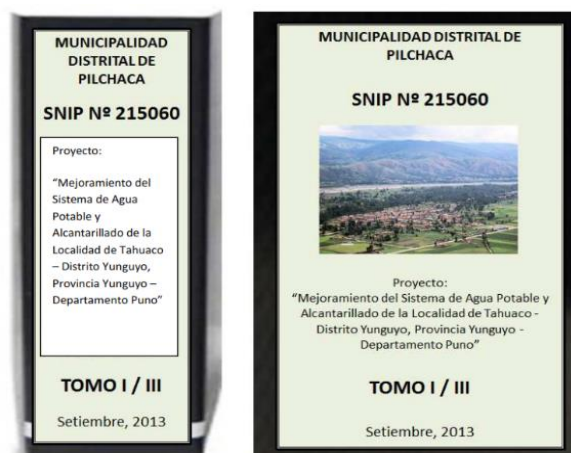 MUNICIPALIDAD
DISTRITAL DE
PILCHACA
SNIP Nº 215060
Proyecto:
“Mejoramiento del
Sistema de Agua
Potable y
Alcantarillado de la
Localidad de Tahuaco
– Distrito Yunguyo,
Provincia Yunguyo –
Departamento Puno”
TOMO I / III
Setiembre, 2013
MUNICIPALIDAD DISTRITAL DE
PILCHACA
SNIP Nº 215060
Proyecto:
“Mejoramiento del Sistema de Agua Potable y
Alcantarillado de la Localidad de Tahuaco -
Distrito Yunguyo, Provincia Yunguyo -
Departamento Puno”
TOMO I / III
Setiembre, 2013